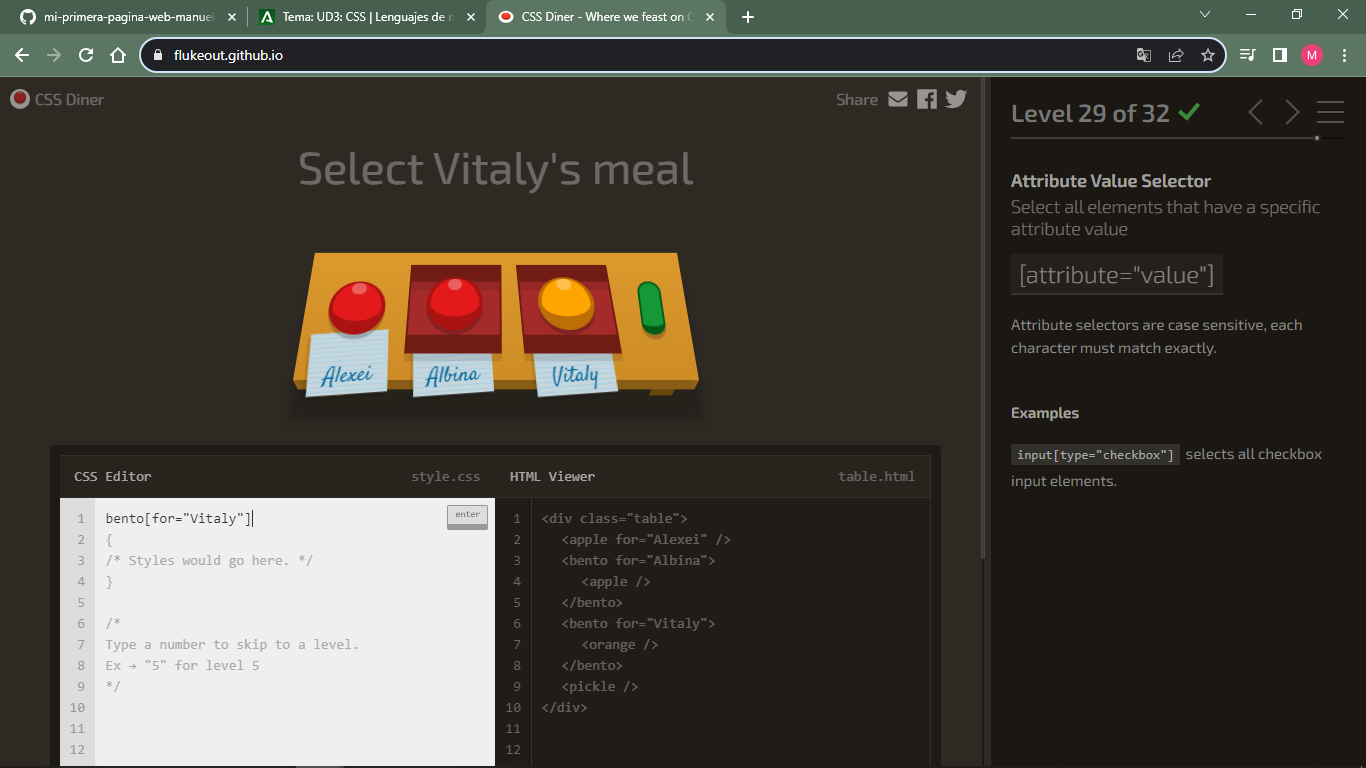 mi-primera-pagina-web-manuel
Tema: UD3: CSS | Lenguajes de m
CSS Diner - Where we feast on C
flukeout.github.io
M
CSS Diner
Share
Select Vitaly's meal
Alexei
Albina
Vitaly
CSS Editor
style.css
1 bento[for="Vitaly"]
enter
2 {
3 /* Styles would go here. */
4 }
5
6 /*
7 Type a number to skip to a level.
8 Ex → "5" for level 5
9 */
10
11
12
HTML Viewer
table.html
1 <div class="table">
2 <apple for="Alexei" />
3 <bento for="Albina">
4 <apple />
5 </bento>
6 <bento for="Vitaly">
7 <orange />
8 </bento>
9 <pickle />
10 </div>
11
12
Level 29 of 32
Attribute Value Selector
Select all elements that have a specific
attribute value
[attribute="value"]
Attribute selectors are case sensitive, each
character must match exactly.
Examples
input[type="checkbox"] selects all checkbox
input elements.